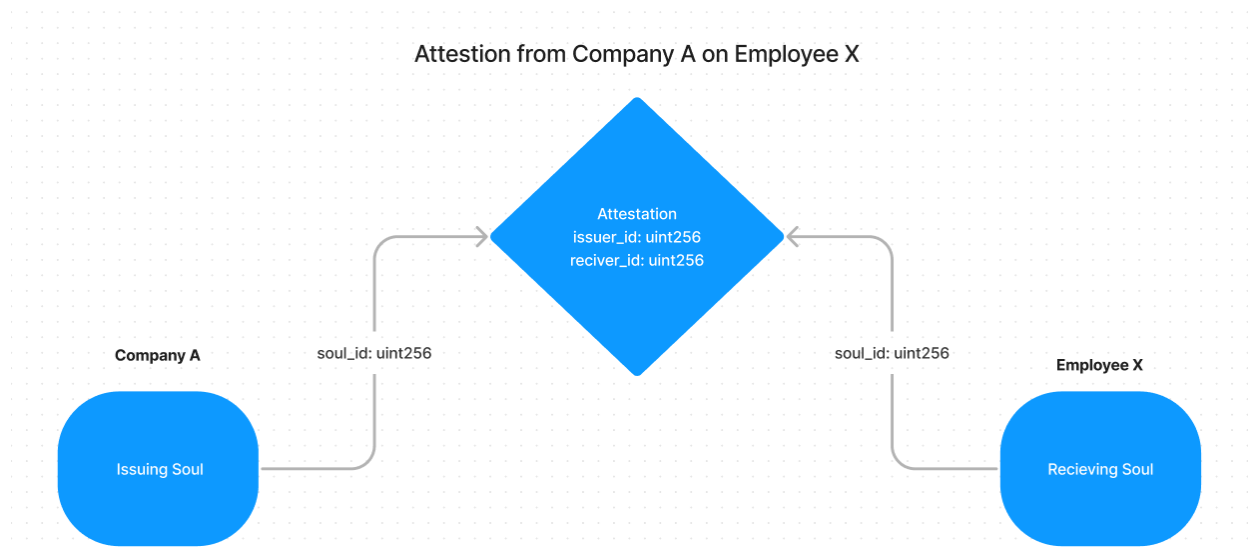 Attestion from Company A on Employee X
Attestation
issuer_id: uint256
reciver_id: uint256
Company A
soul_id: uint256
soul_id: uint256
Employee X
Issuing Soul
Recieving Soul